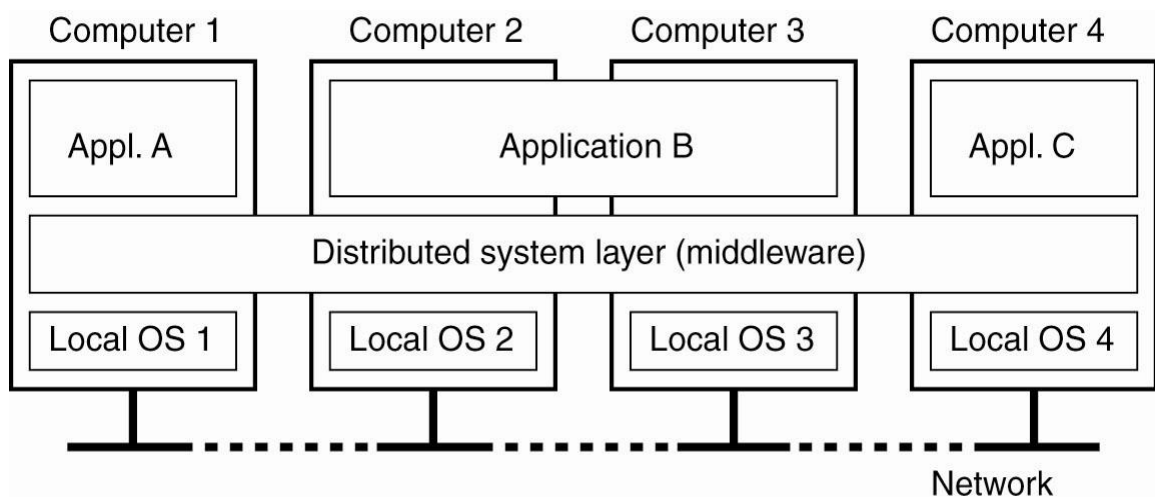 Computer 1
Computer 2
Computer 3
Computer 4
Appl. A
Application B
Appl. C
Distributed system layer (middleware)
Local OS 1
Local OS 2
Local OS 3
Local OS 4
Network